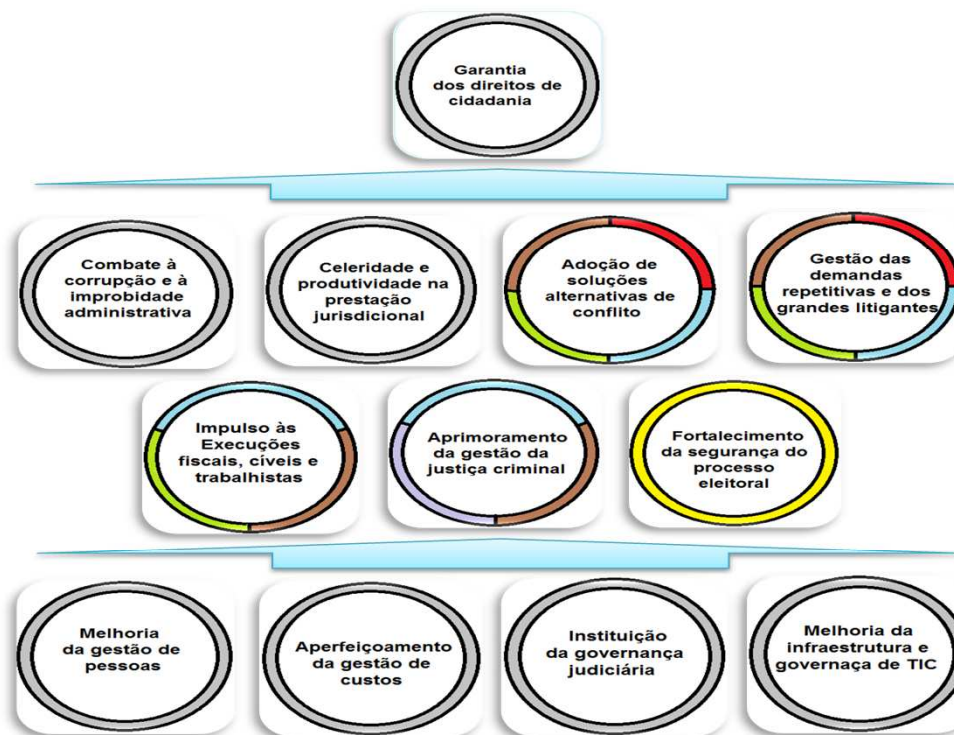 Garantia
dos direitos de
cidadania
Combate à
corrupção e à
improbidade
administrativa
Celeridade e
produtividade na
prestação
jurisdicional
Adoção de
soluções
alternativas de
conflito
Gestão das
demandas
repetitivas e dos
grandes litigantes
Impulso às
Execuções
fiscais, cíveis e
trabalhistas
Aprimoramento
da gestão da
justiça criminal
Fortalecimento
da segurança do
processo
eleitoral
Melhoria
da gestão de
pessoas
Aperfeiçoamento
da gestão de
custos
Instituição
da governança
judiciária
Melhoria da
infraestrutura e
governaça de TIC